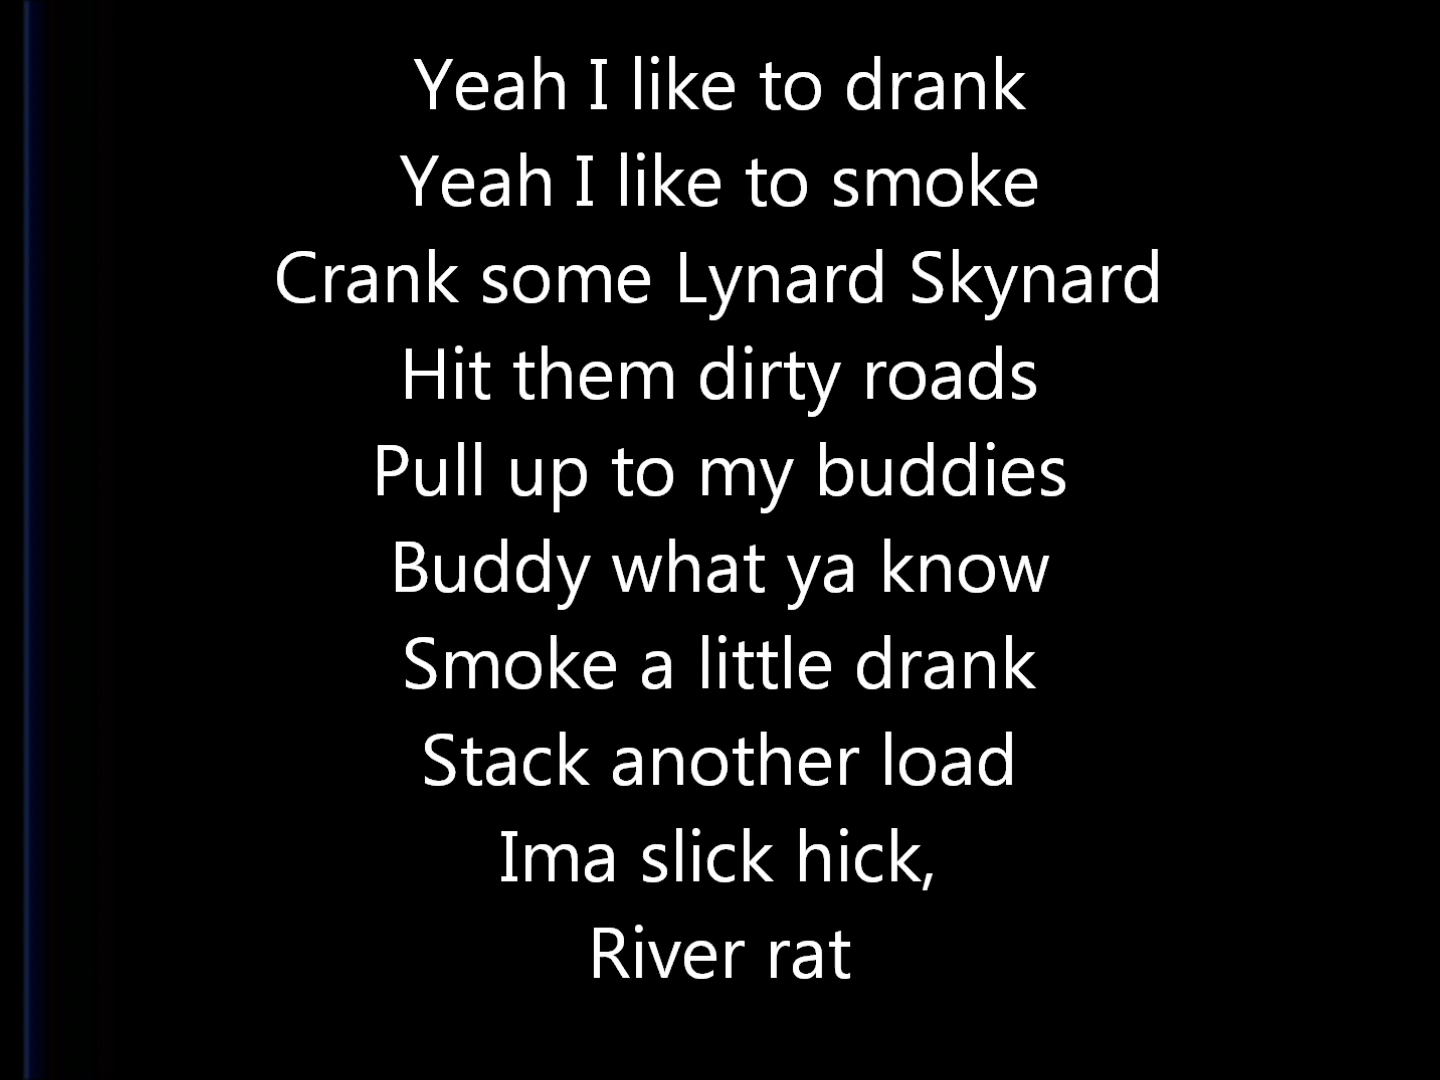 Yeah I like to drank
Yeah I like to smoke
Crank some Lynard Skynard
Hit them dirty roads
Pull up to my buddies
Buddy what ya know
Smoke a little drank
Stack another load
Ima slick hick,
River rat